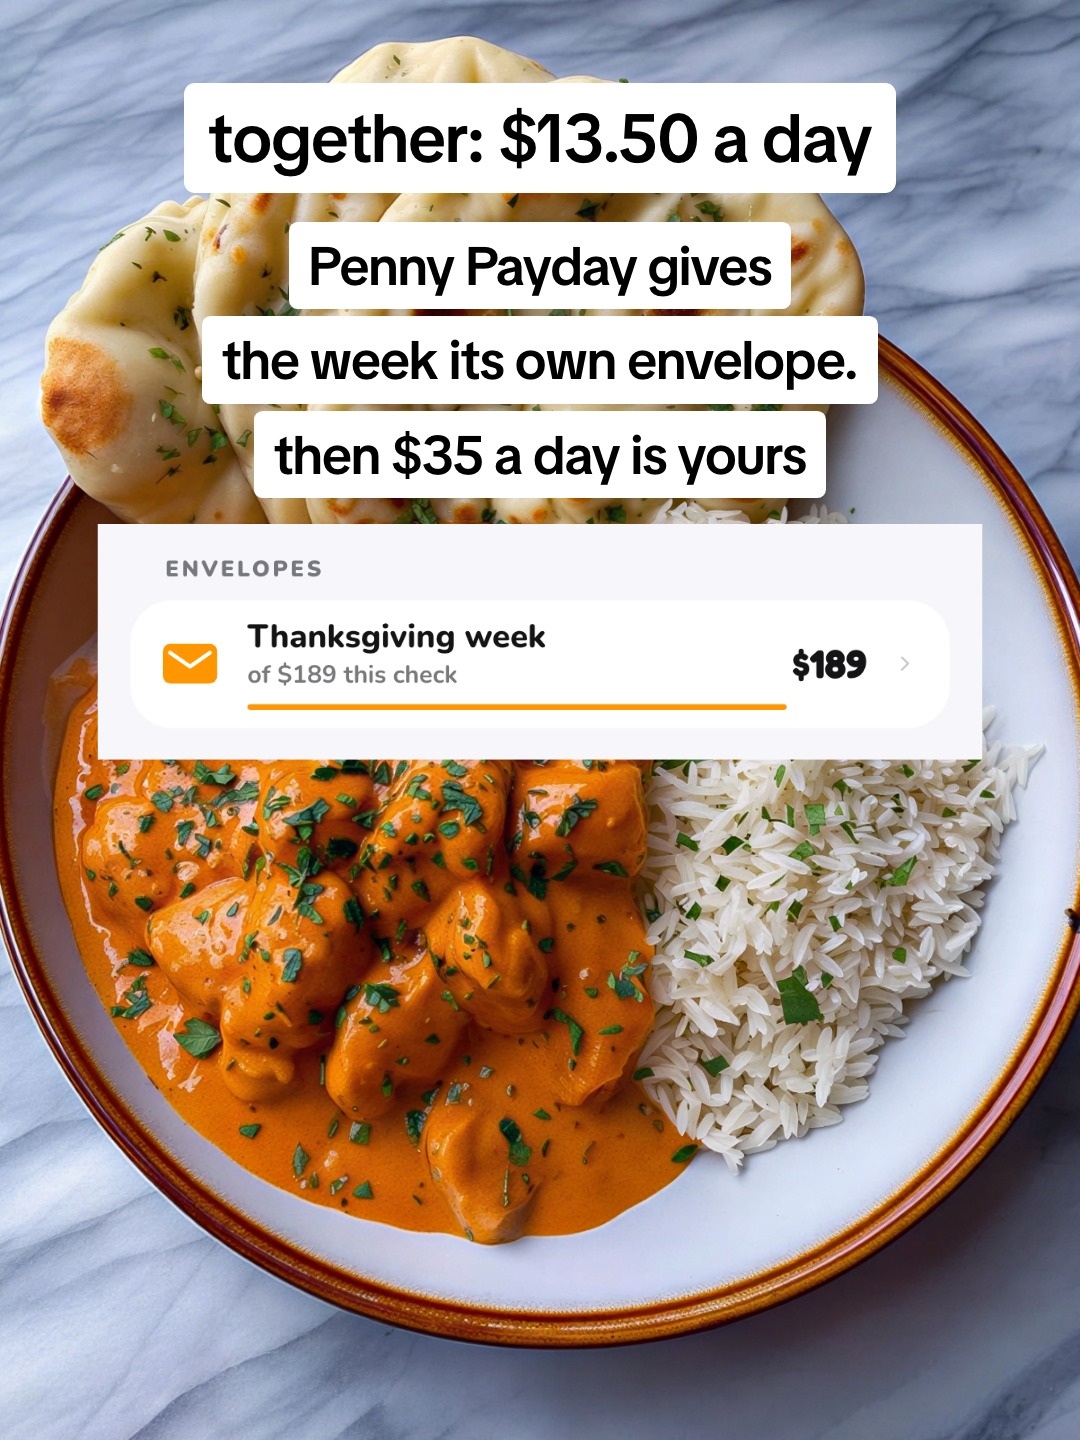 together: $13.50 a day
Penny Payday gives
the week its own envelope.
then $35 a day is yours
ENVELOPES
Thanksgiving week
of $189 this check
$189